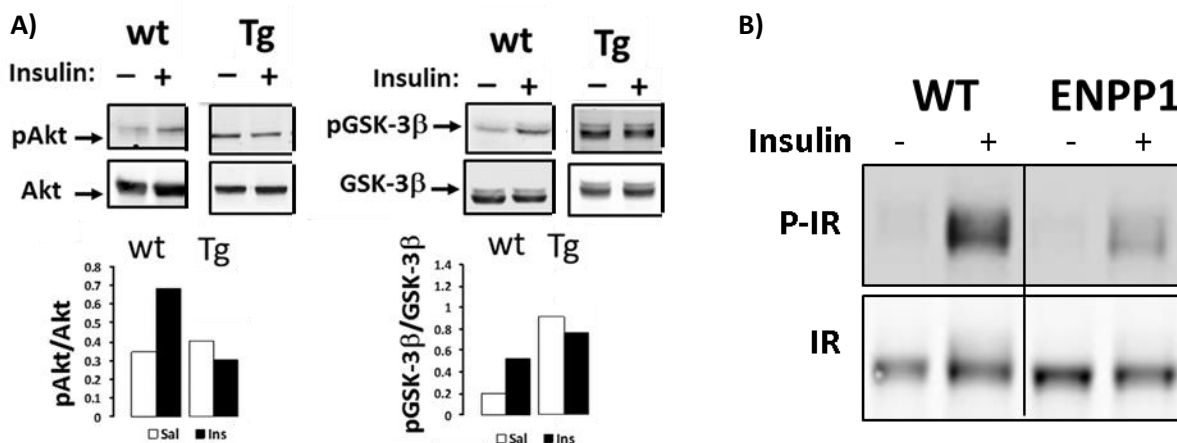 A)
wt Tg
Insulin: − + − +
pAkt
Akt
wt Tg
pAkt/Akt
0.8
0.7
0.6
0.5
0.4
0.3
0.2
0.1
0
Sal Ins
wt Tg
Insulin: − + − +
pGSK-3β
GSK-3β
wt Tg
pGSK-3β/GSK-3β
1.4
1.2
1
0.8
0.6
0.4
0.2
0
Sal Ins
B)
WT ENPP1
Insulin - + - +
P-IR
IR